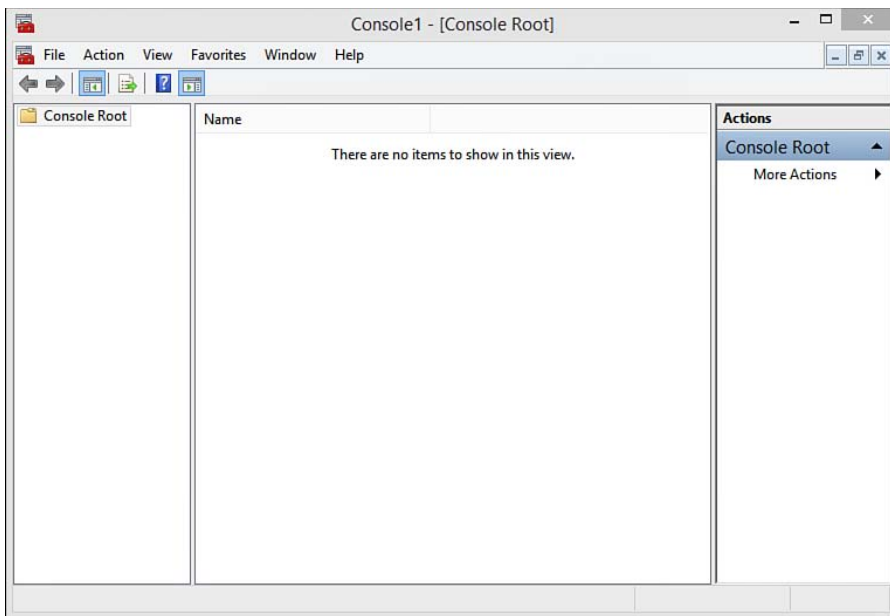 Console1 - [Console Root]
File Action View Favorites Window Help
Console Root
Name
There are no items to show in this view.
Actions
Console Root
More Actions